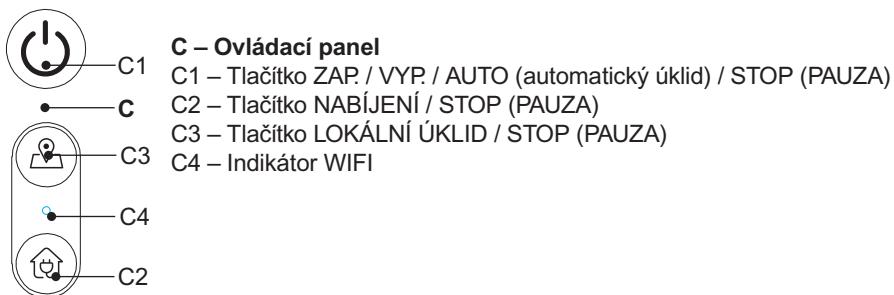 C1
C
C3
C4
C2
C – Ovládací panel
C1 – Tlačítko ZAP. / VYP. / AUTO (automatický úklid) / STOP (PAUZA)
C2 – Tlačítko NABÍJENÍ / STOP (PAUZA)
C3 – Tlačítko LOKÁLNÍ ÚKLID / STOP (PAUZA)
C4 – Indikátor WIFI